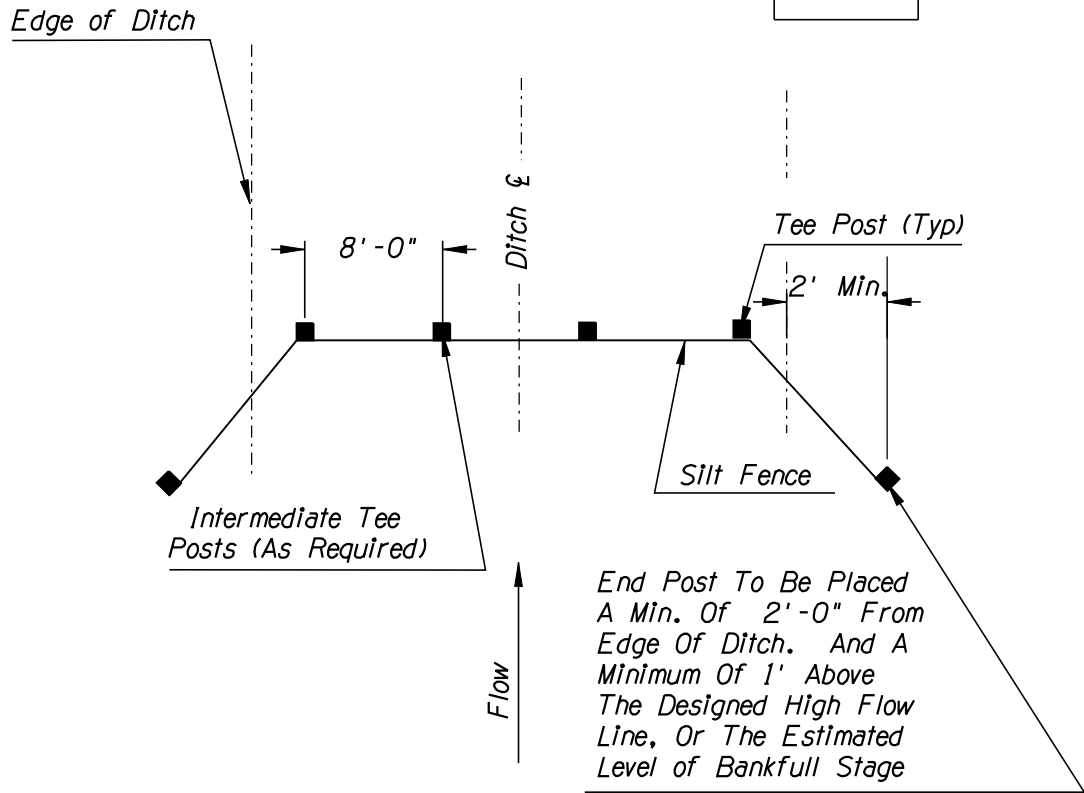 Edge of Ditch
Ditch ℄
8'-0"
Tee Post (Typ)
2' Min.
Silt Fence
Intermediate Tee
Posts (As Required)
Flow
End Post To Be Placed
A Min. Of 2'-0" From
Edge Of Ditch. And A
Minimum Of 1' Above
The Designed High Flow
Line, Or The Estimated
Level of Bankfull Stage